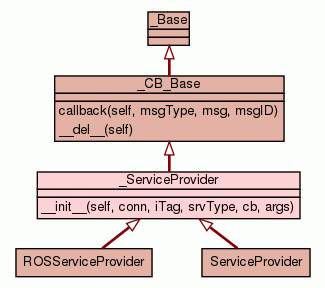 _Base
_CB_Base
callback(self, msgType, msg, msgID)
__del__(self)
_ServiceProvider
__init__(self, conn, iTag, srvType, cb, args)
ROSServiceProvider
ServiceProvider